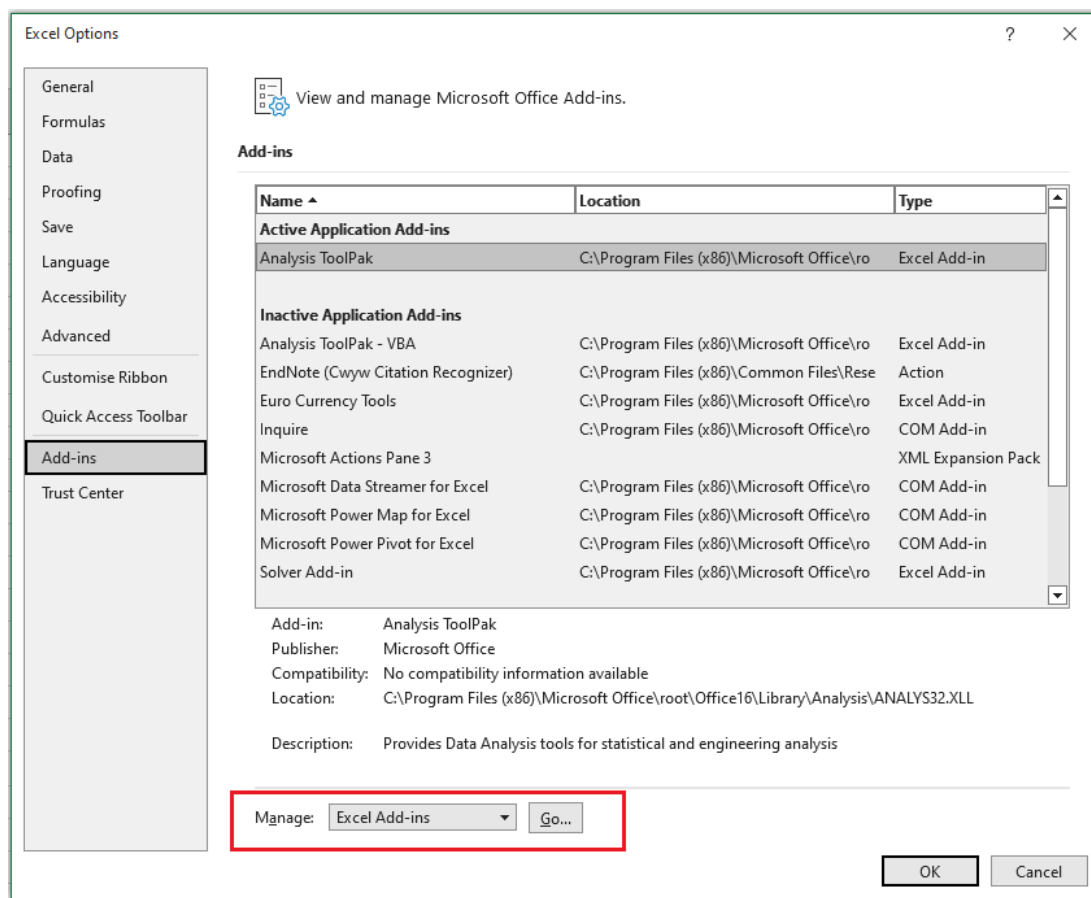 Excel Options ?
General
Formulas
Data
Proofing
Save
Language
Accessibility
Advanced
Customise Ribbon
Quick Access Toolbar
Add-ins
Trust Center
View and manage Microsoft Office Add-ins.
Add-ins
Name Location Type
Active Application Add-ins
Analysis ToolPak C:\Program Files (x86)\Microsoft Office\ro Excel Add-in
Inactive Application Add-ins
Analysis ToolPak - VBA C:\Program Files (x86)\Microsoft Office\ro Excel Add-in
EndNote (Cwyw Citation Recognizer) C:\Program Files (x86)\Common Files\Rese Action
Euro Currency Tools C:\Program Files (x86)\Microsoft Office\ro Excel Add-in
Inquire C:\Program Files (x86)\Microsoft Office\ro COM Add-in
Microsoft Actions Pane 3 XML Expansion Pack
Microsoft Data Streamer for Excel C:\Program Files (x86)\Microsoft Office\ro COM Add-in
Microsoft Power Map for Excel C:\Program Files (x86)\Microsoft Office\ro COM Add-in
Microsoft Power Pivot for Excel C:\Program Files (x86)\Microsoft Office\ro COM Add-in
Solver Add-in C:\Program Files (x86)\Microsoft Office\ro Excel Add-in
Add-in: Analysis ToolPak
Publisher: Microsoft Office
Compatibility: No compatibility information available
Location: C:\Program Files (x86)\Microsoft Office\root\Office16\Library\Analysis\ANALYS32.XLL
Description: Provides Data Analysis tools for statistical and engineering analysis
Manage: Excel Add-ins Go...
OK Cancel